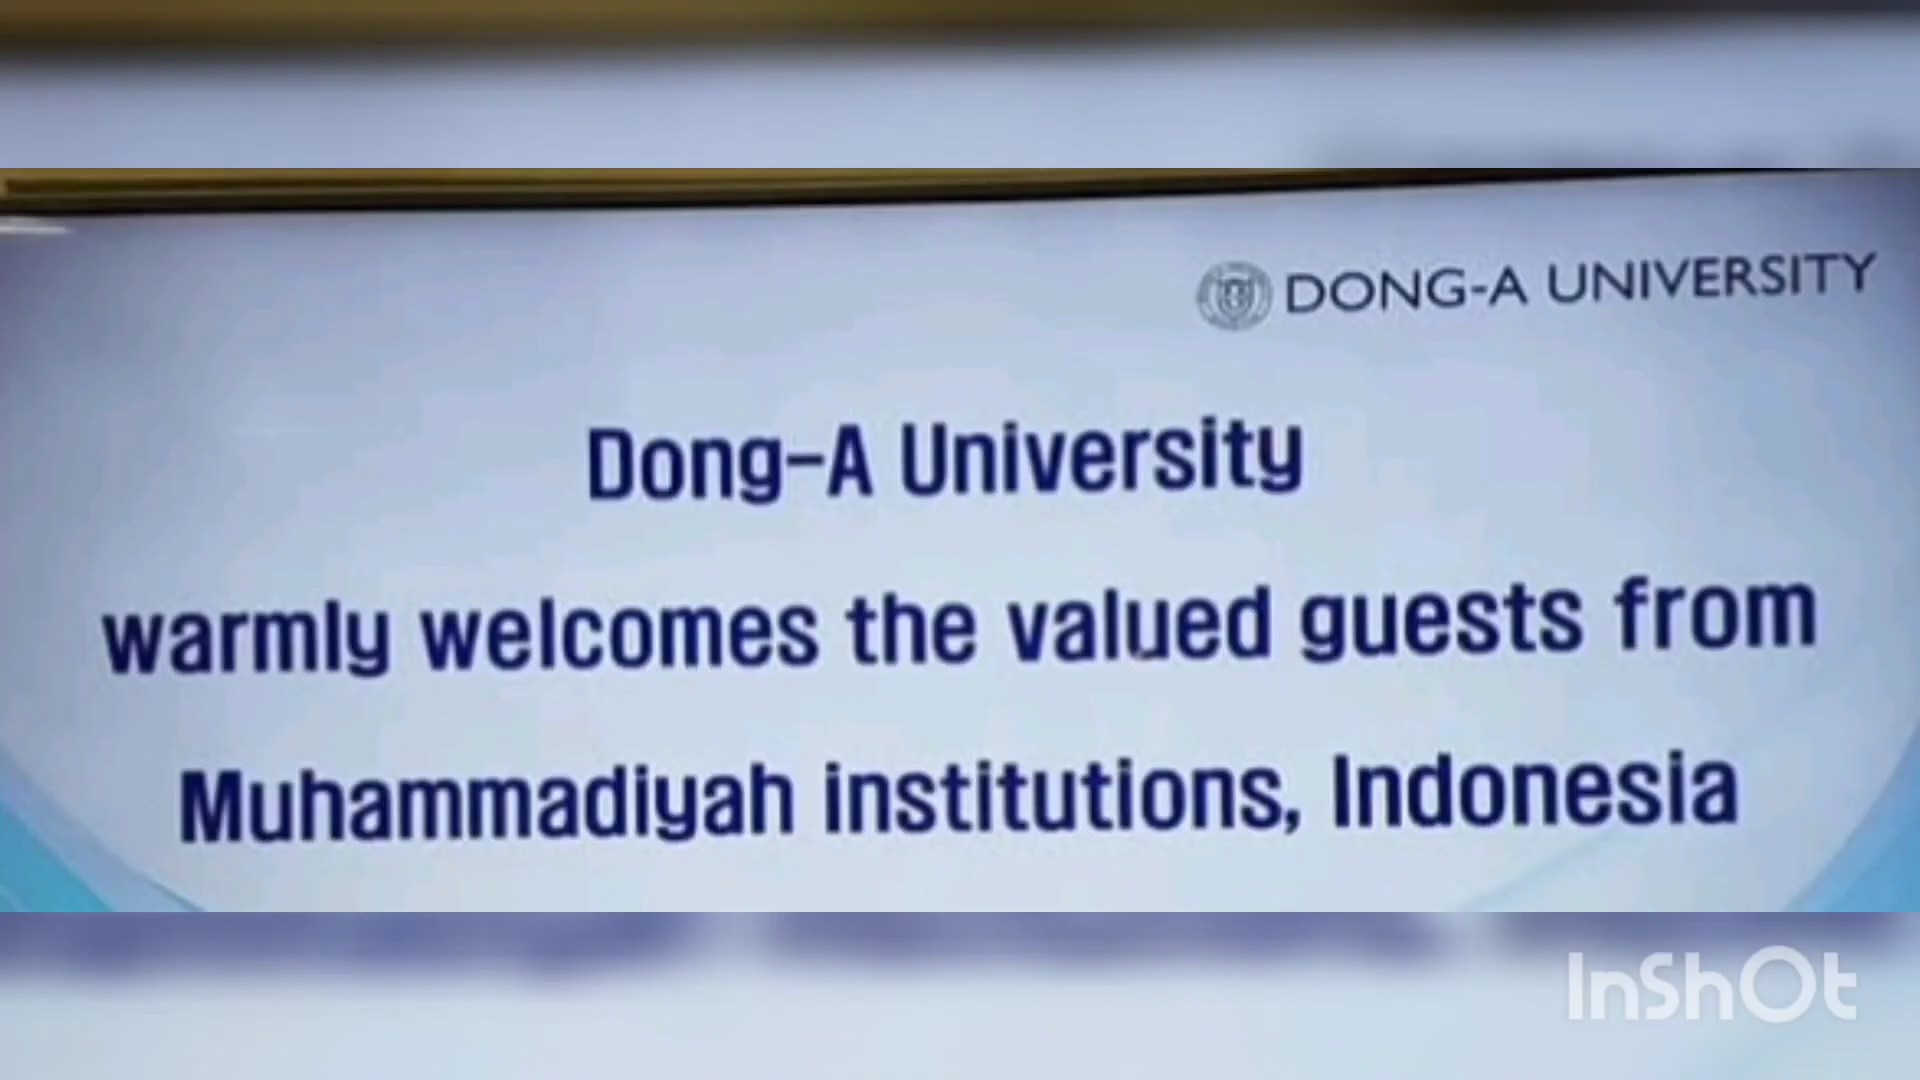 DONG-A UNIVERSITY
Dong-A University
warmly welcomes the valued guests from
Muhammadiyah institutions, Indonesia
InShOt